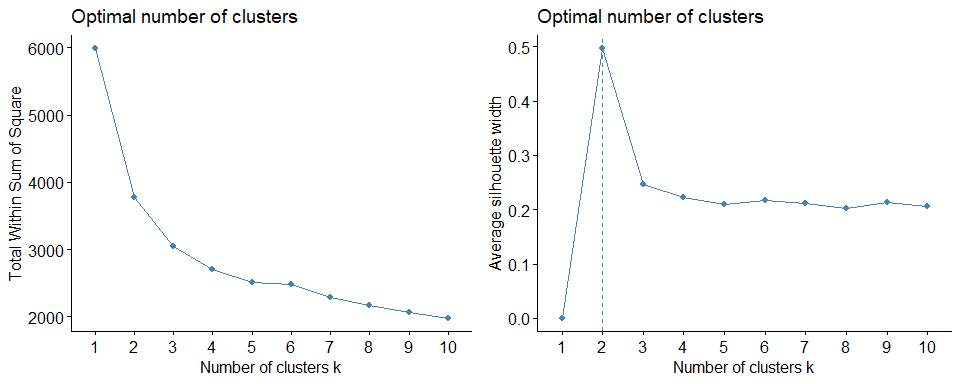 Optimal number of clusters
Total Within Sum of Square
6000
5000
4000
3000
2000
1 2 3 4 5 6 7 8 9 10
Number of clusters k
Optimal number of clusters
Average silhouette width
0.5
0.4
0.3
0.2
0.1
0.0
1 2 3 4 5 6 7 8 9 10
Number of clusters k